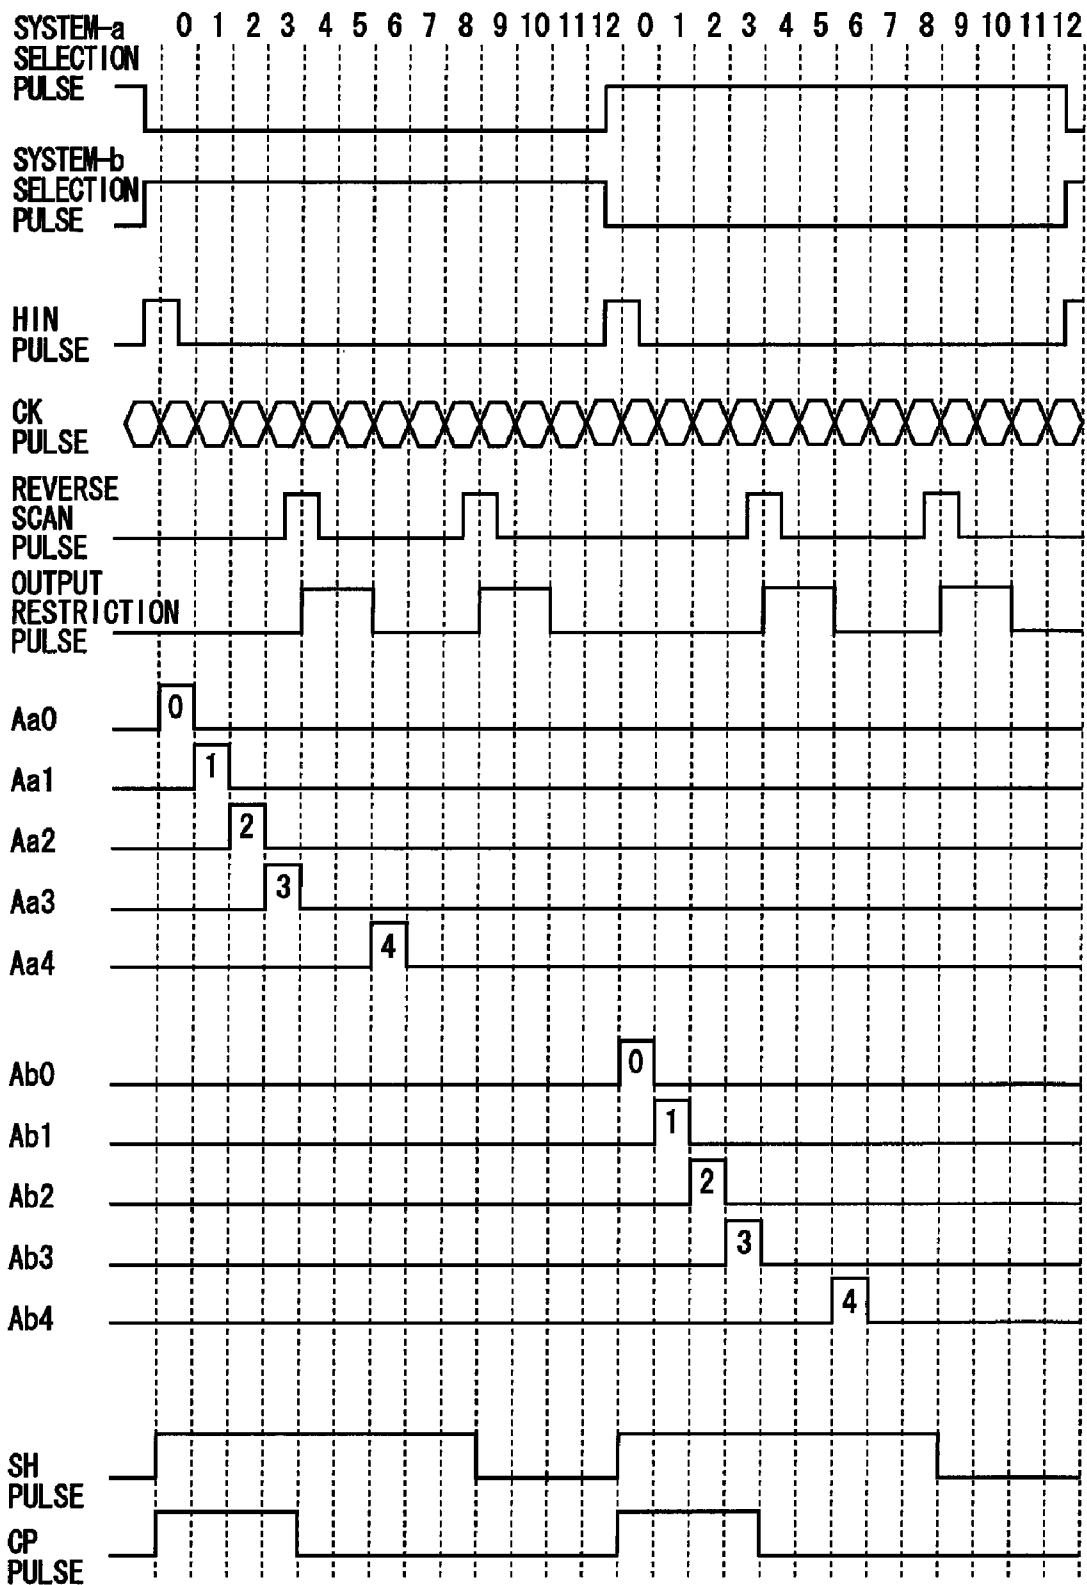 SYSTEM-a 0 1 2 3 4 5 6 7 8 9 10 11 12 0 1 2 3 4 5 6 7 8 9 10 11 12
SELECTION
PULSE
SYSTEM-b
SELECTION
PULSE
HIN
PULSE
CK
PULSE
REVERSE
SCAN
PULSE
OUTPUT
RESTRICTION
PULSE
Aa0 0
Aa1 1
Aa2 2
Aa3 3
Aa4 4
Ab0 0
Ab1 1
Ab2 2
Ab3 3
Ab4 4
SH
PULSE
CP
PULSE